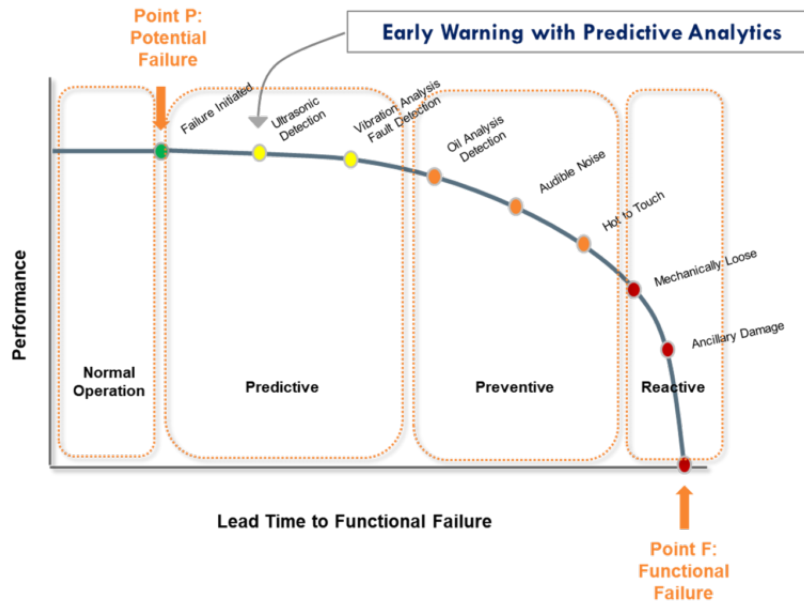 Point P:
Potential
Failure
Early Warning with Predictive Analytics
Failure Initiated
Ultrasonic
Detection
Vibration Analysis
Fault Detection
Oil Analysis
Detection
Audible Noise
Hot to Touch
Mechanically Loose
Ancillary Damage
Performance
Normal
Operation
Predictive
Preventive
Reactive
Lead Time to Functional Failure
Point F:
Functional
Failure